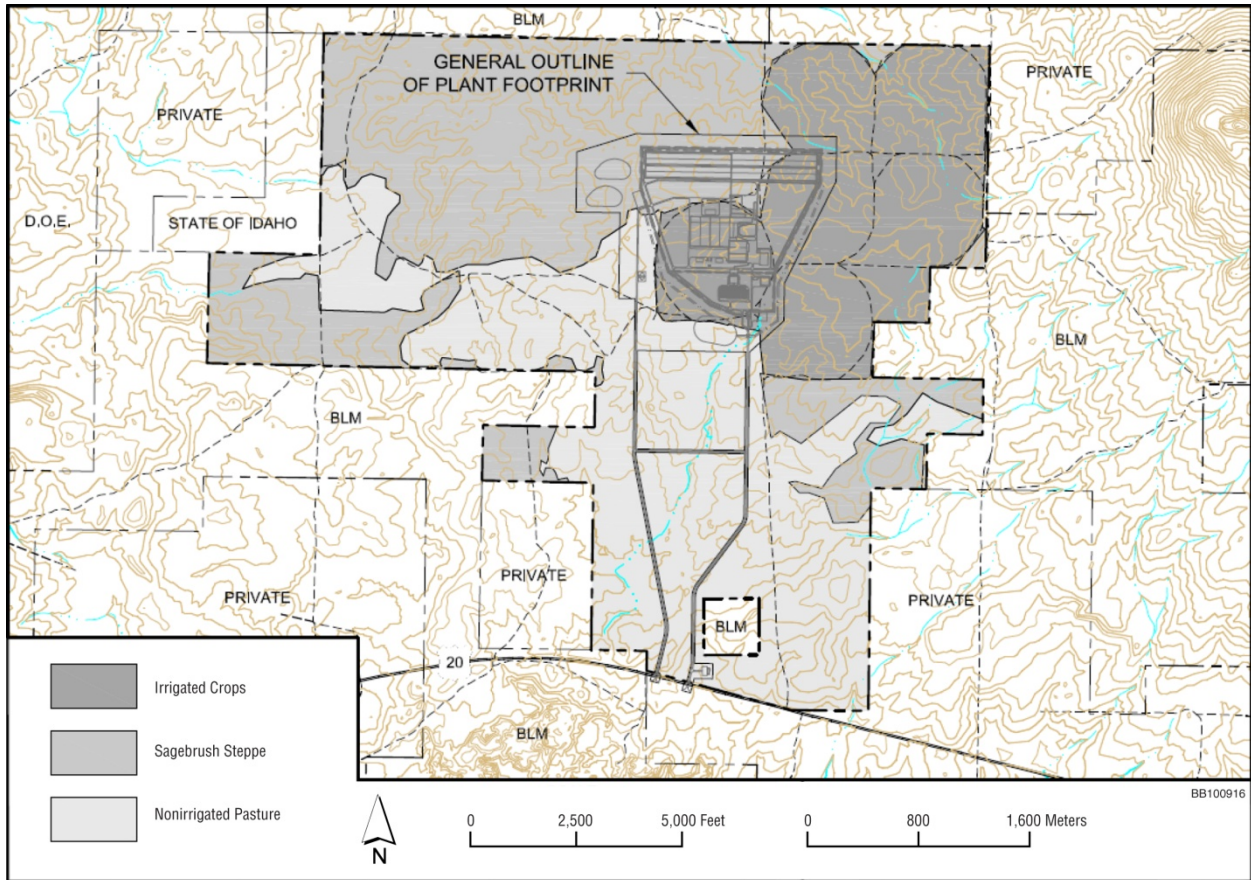 BLM
GENERAL OUTLINE
OF PLANT FOOTPRINT
PRIVATE
PRIVATE
D.O.E.
STATE OF IDAHO
BLM
BLM
PRIVATE
PRIVATE
PRIVATE
BLM
20
BLM
Irrigated Crops
Sagebrush Steppe
Nonirrigated Pasture
BB100916
N
0 2,500 5,000 Feet
0 800 1,600 Meters